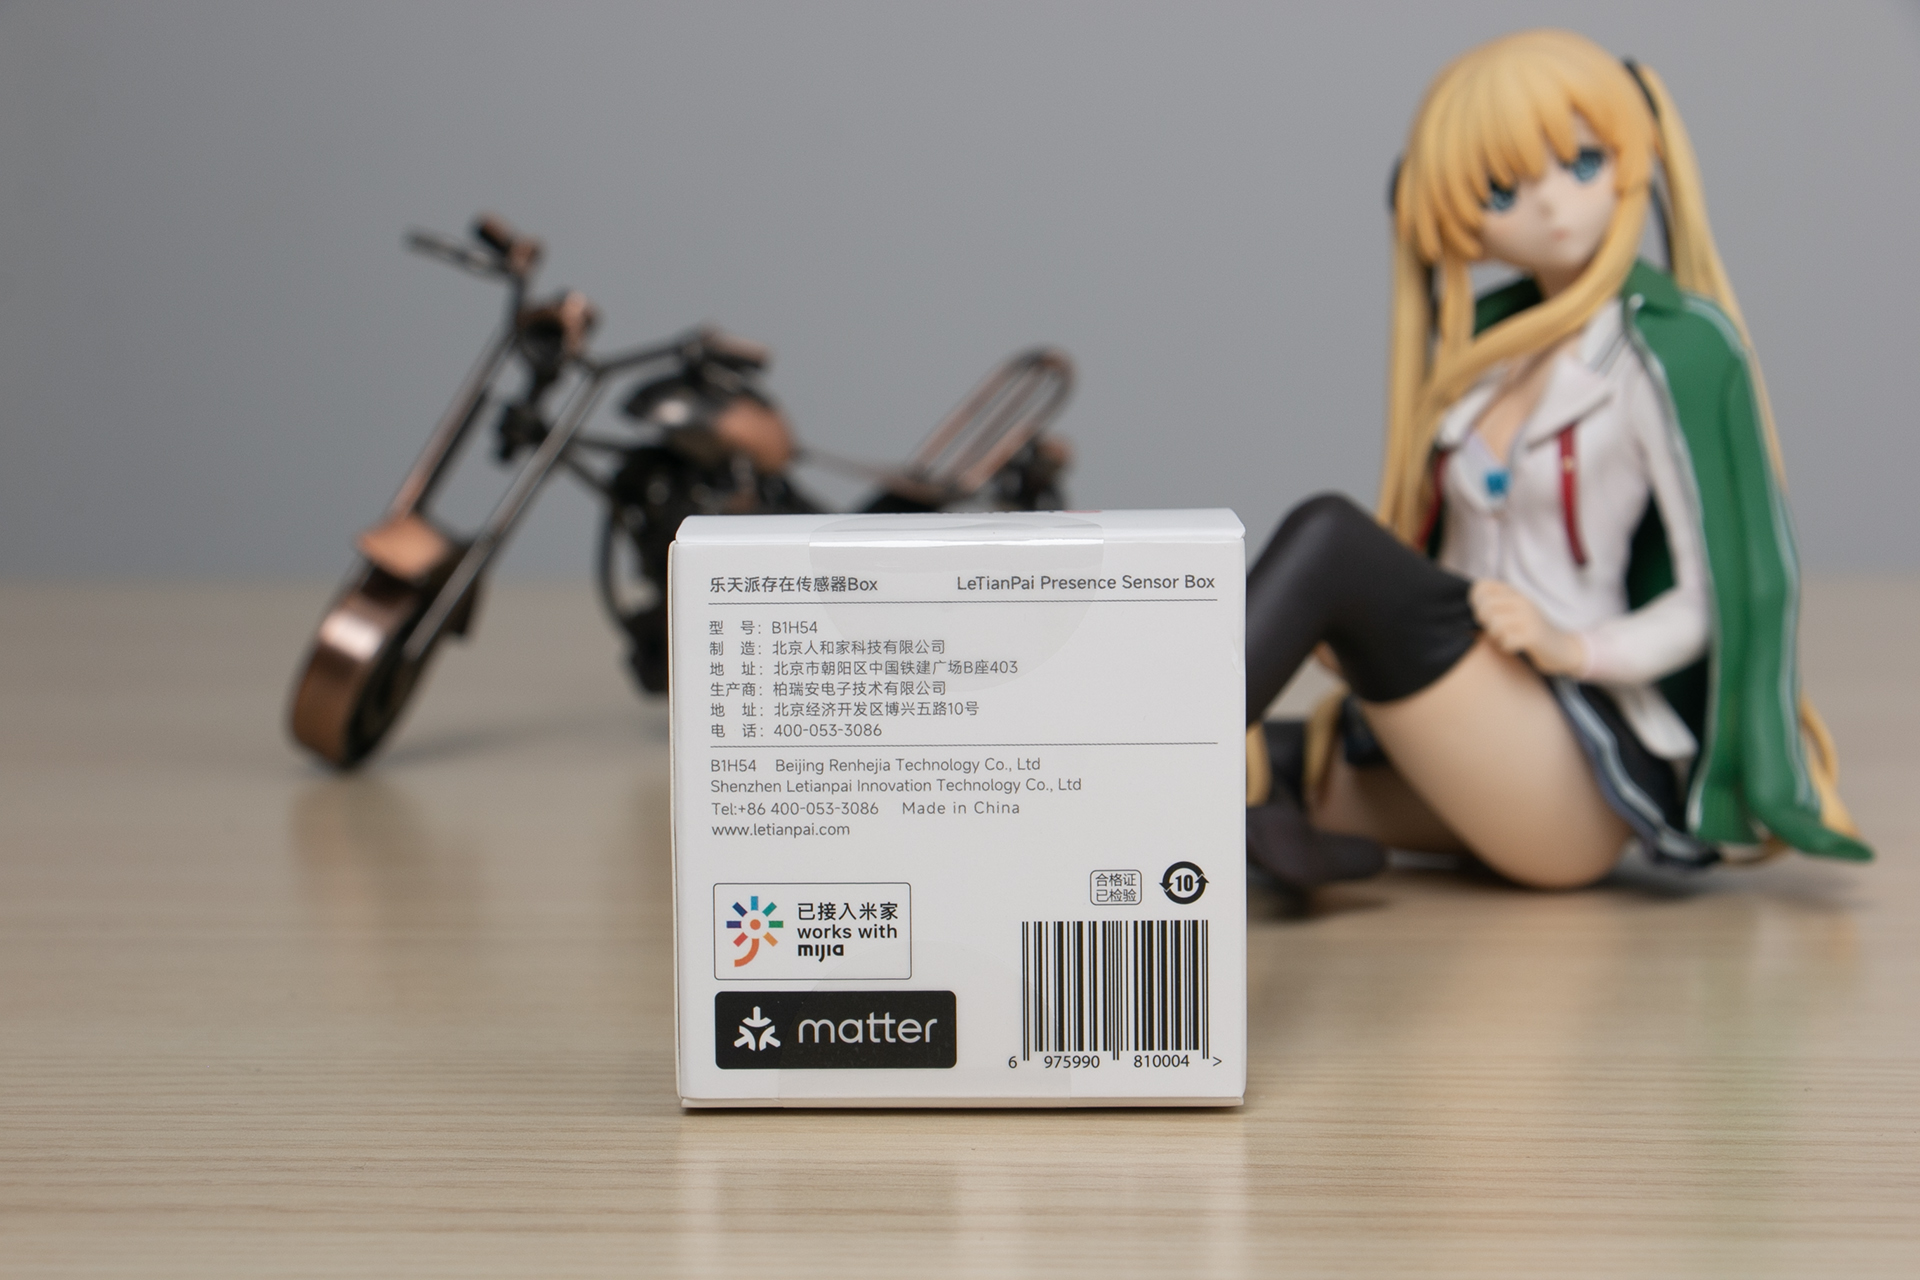 乐天派存在传感器Box LeTianPai Presence Sensor Box
型 号：B1H54
制 造：北京人和家科技有限公司
地 址：北京市朝阳区中国铁建广场B座403
生产商：柏瑞安电子技术有限公司
地 址：北京经济开发区博兴五路10号
电 话：400-053-3086
B1H54 Beijing Renhejia Technology Co., Ltd
Shenzhen Letianpai Innovation Technology Co., Ltd
Tel:+86 400-053-3086 Made in China
www.letianpai.com
合格证
已检验
10
已接入米家
works with
mijia
matter
6 975990 810004 >